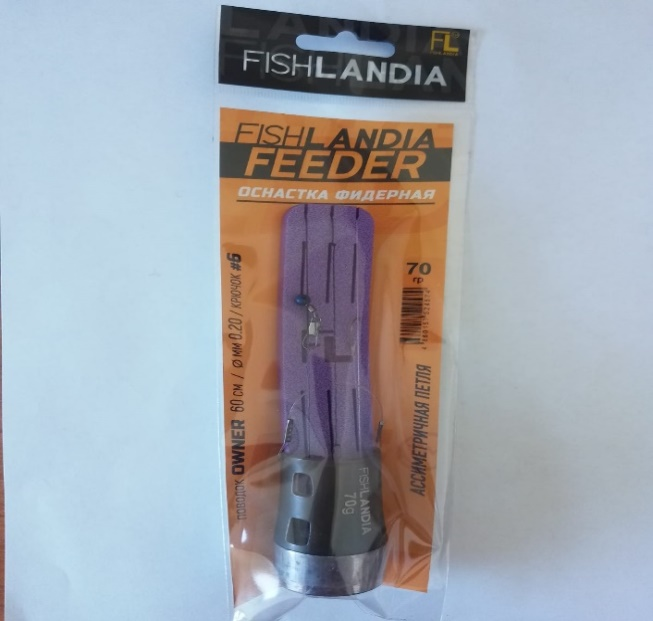 FL
FISHLANDIA
FISHLANDIA
FEEDER
ОСНАСТКА ФИДЕРНАЯ
70
ГР
ПОВОДОК OWNER 60 СМ / Ø ММ 0.20 / КРЮЧОК #6
АССИМЕТРИЧНАЯ ПЕТЛЯ
FL
FISHLANDIA
70g